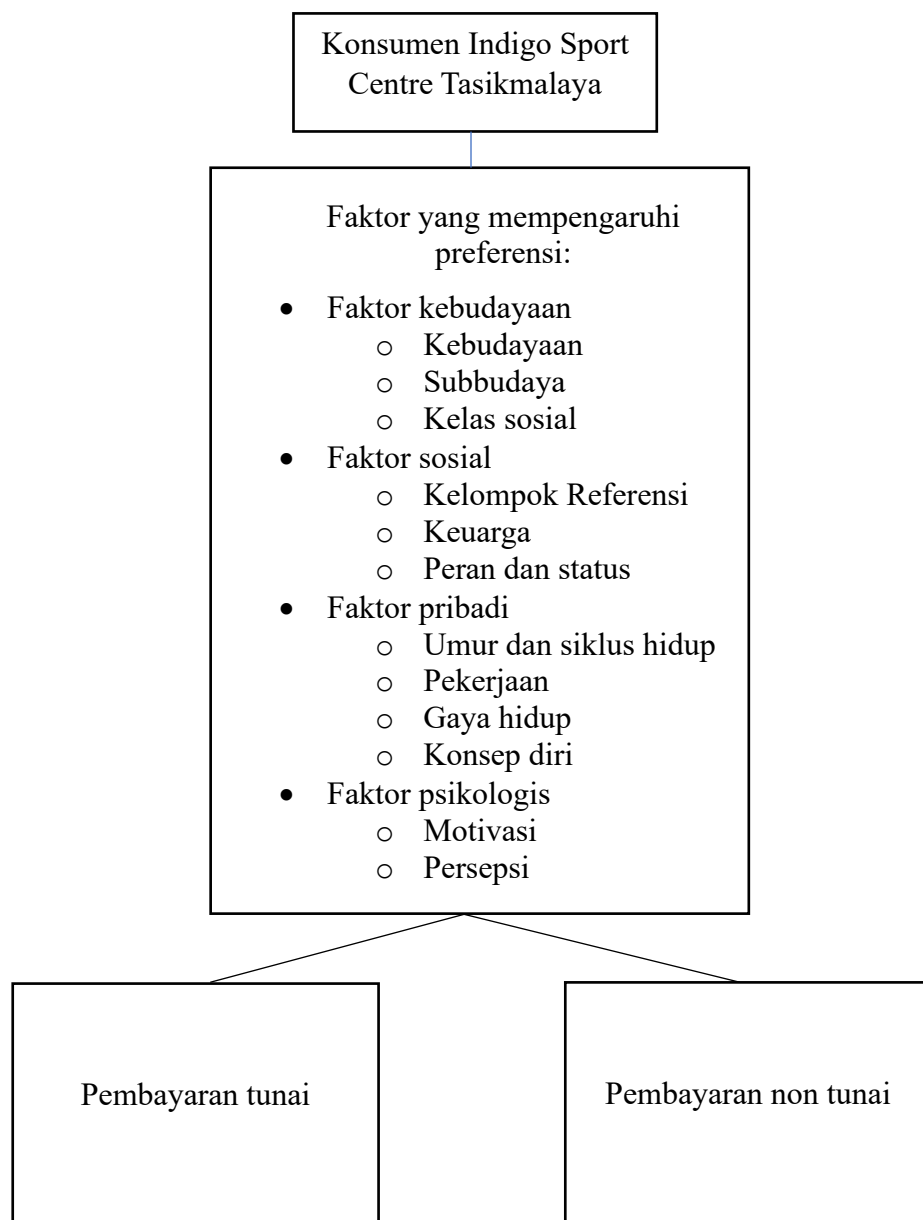 Konsumen Indigo Sport
Centre Tasikmalaya
Faktor yang mempengaruhi
preferensi:
• Faktor kebudayaan
o Kebudayaan
o Subbudaya
o Kelas sosial
• Faktor sosial
o Kelompok Referensi
o Keuarga
o Peran dan status
• Faktor pribadi
o Umur dan siklus hidup
o Pekerjaan
o Gaya hidup
o Konsep diri
• Faktor psikologis
o Motivasi
o Persepsi
Pembayaran tunai
Pembayaran non tunai